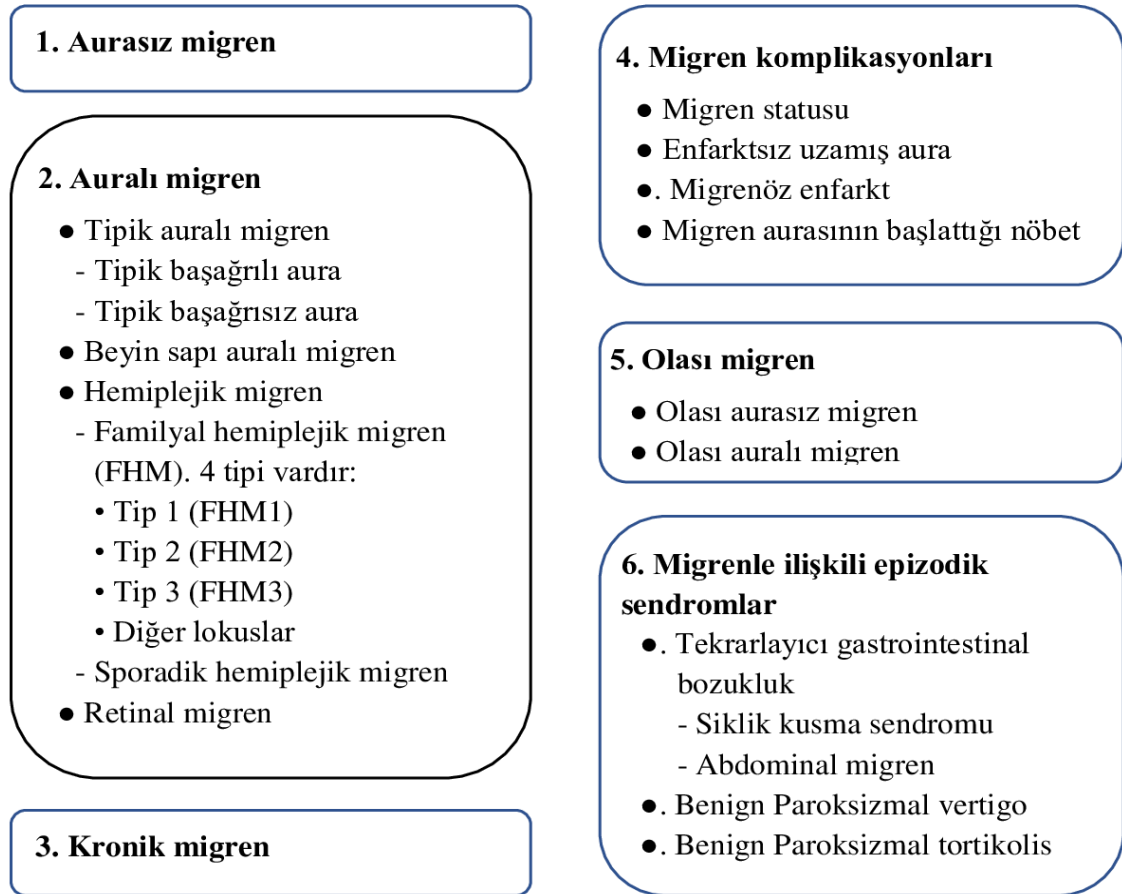 1. Aurasız migren
2. Auralı migren
● Tipik auralı migren
- Tipik başağrılı aura
- Tipik başağrısız aura
● Beyin sapı auralı migren
● Hemiplejik migren
- Familyal hemiplejik migren
(FHM). 4 tipi vardır:
• Tip 1 (FHM1)
• Tip 2 (FHM2)
• Tip 3 (FHM3)
• Diğer lokuslar
- Sporadik hemiplejik migren
● Retinal migren
3. Kronik migren
4. Migren komplikasyonları
● Migren statusu
● Enfarktsız uzamış aura
●. Migrenöz enfarkt
● Migren aurasının başlattığı nöbet
5. Olası migren
● Olası aurasız migren
● Olası auralı migren
6. Migrenle ilişkili epizodik
sendromlar
●. Tekrarlayıcı gastrointestinal
bozukluk
- Siklik kusma sendromu
- Abdominal migren
●. Benign Paroksizmal vertigo
●. Benign Paroksizmal tortikolis